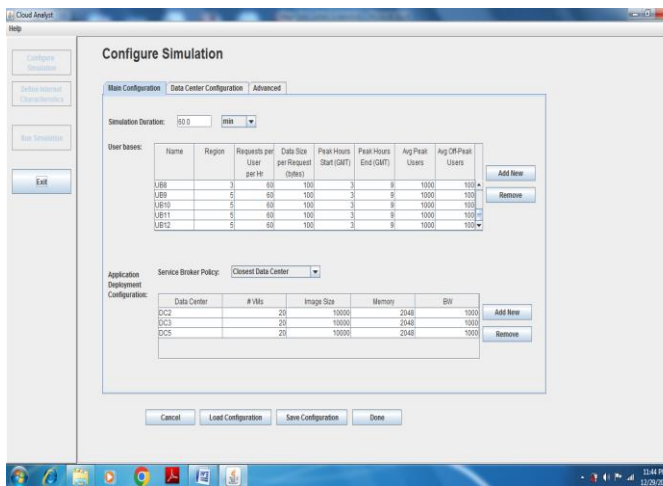 Cloud Analyst
Help
Configure Simulation
Configure
Simulation
Define Internet
Characteristics
Run Simulation
Exit
Main Configuration Data Center Configuration Advanced
Simulation Duration: 60.0 min
User bases:
Name Region Requests per User per Hr Data Size per Request (bytes) Peak Hours Start (GMT) Peak Hours End (GMT) Avg Peak Users Avg Off-Peak Users
UB8 3 60 100 3 9 1000 100
UB9 5 60 100 3 9 1000 100
UB10 5 60 100 3 9 1000 100
UB11 5 60 100 3 9 1000 100
UB12 5 60 100 3 9 1000 100
Add New
Remove
Application
Deployment
Configuration:
Service Broker Policy: Closest Data Center
Data Center # VMs Image Size Memory BW
DC2 20 10000 2048 1000
DC3 20 10000 2048 1000
DC5 20 10000 2048 1000
Add New
Remove
Cancel Load Configuration Save Configuration Done
11:44 P
12/29/20